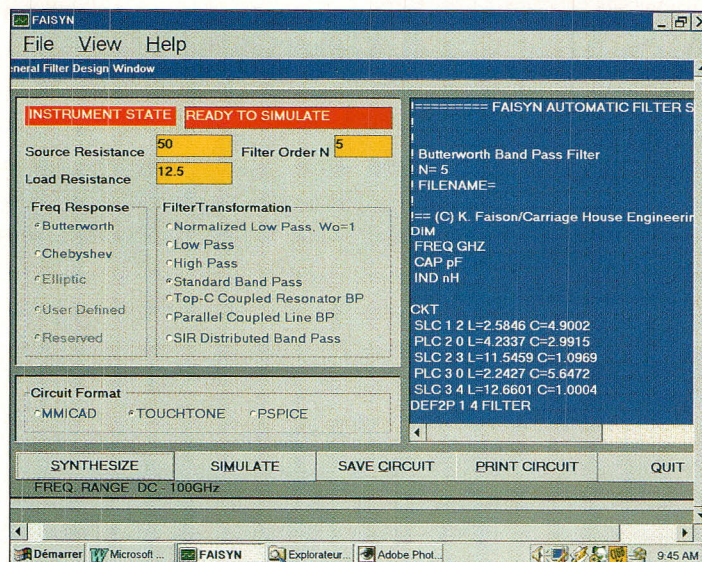 FAISYN
File View Help
eneral Filter Design Window
INSTRUMENT STATE READY TO SIMULATE
Source Resistance 50 Filter Order N 5
Load Resistance 12.5
Freq Response
Butterworth
Chebyshev
Elliptic
User Defined
Reserved
FilterTransformation
Normalized Low Pass, Wo=1
Low Pass
High Pass
Standard Band Pass
Top-C Coupled Resonator BP
Parallel Coupled Line BP
SIR Distributed Band Pass
Circuit Format
MMICAD TOUCHTONE PSPICE
!========= FAISYN AUTOMATIC FILTER S
!
!
! Butterworth Band Pass Filter
! N= 5
! FILENAME=
!
!== (C) K. Faison/Carriage House Engineerin
DIM
FREQ GHZ
CAP pF
IND nH
CKT
SLC 1 2 L=2.5846 C=4.9002
PLC 2 0 L=4.2337 C=2.9915
SLC 2 3 L=11.5459 C=1.0969
PLC 3 0 L=2.2427 C=5.6472
SLC 3 4 L=12.6601 C=1.0004
DEF2P 1 4 FILTER
SYNTHESIZE SIMULATE SAVE CIRCUIT PRINT CIRCUIT QUIT
FREQ. RANGE DC - 100GHz
Démarrer Microsoft ... FAISYN Explorateur... Adobe Phot... 9:45 AM